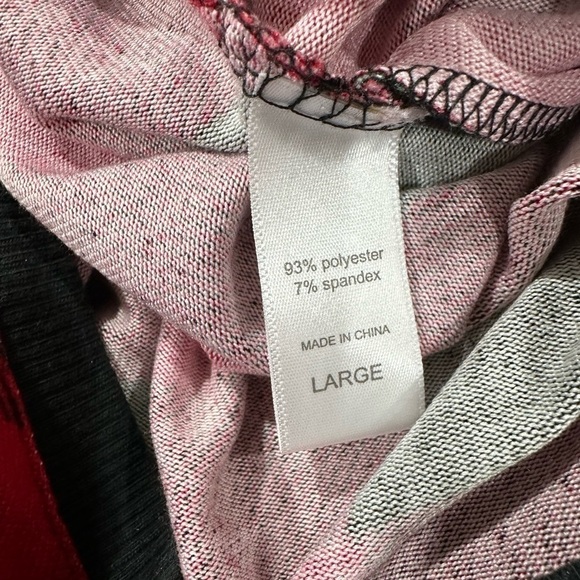 93% polyester
7% spandex
MADE IN CHINA
LARGE